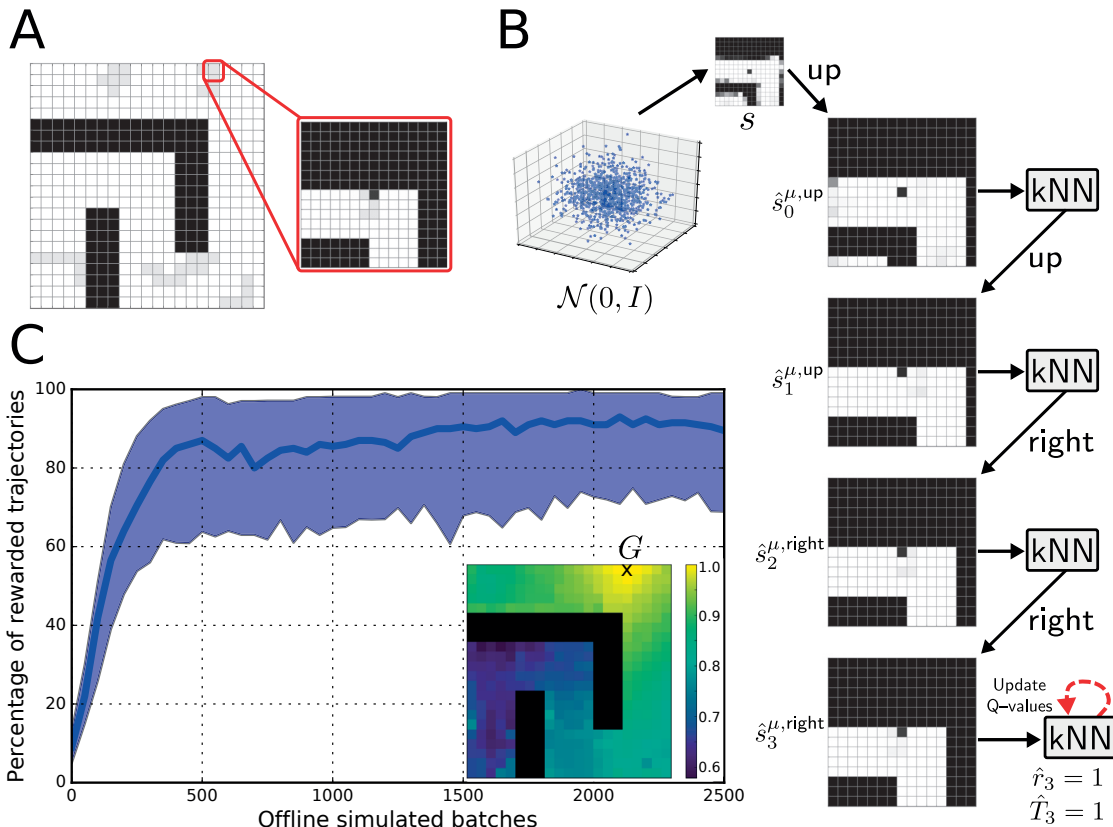 A
B
up
s
𝒩(0, I)
ŝ₀^{μ,up}
kNN
up
ŝ₁^{μ,up}
kNN
right
ŝ₂^{μ,right}
kNN
right
ŝ₃^{μ,right}
Update
Q-values
kNN
r̂₃ = 1
T̂₃ = 1
C
Percentage of rewarded trajectories
100
80
60
40
20
0
0 500 1000 1500 2000 2500
Offline simulated batches
G
x
1.0
0.9
0.8
0.7
0.6